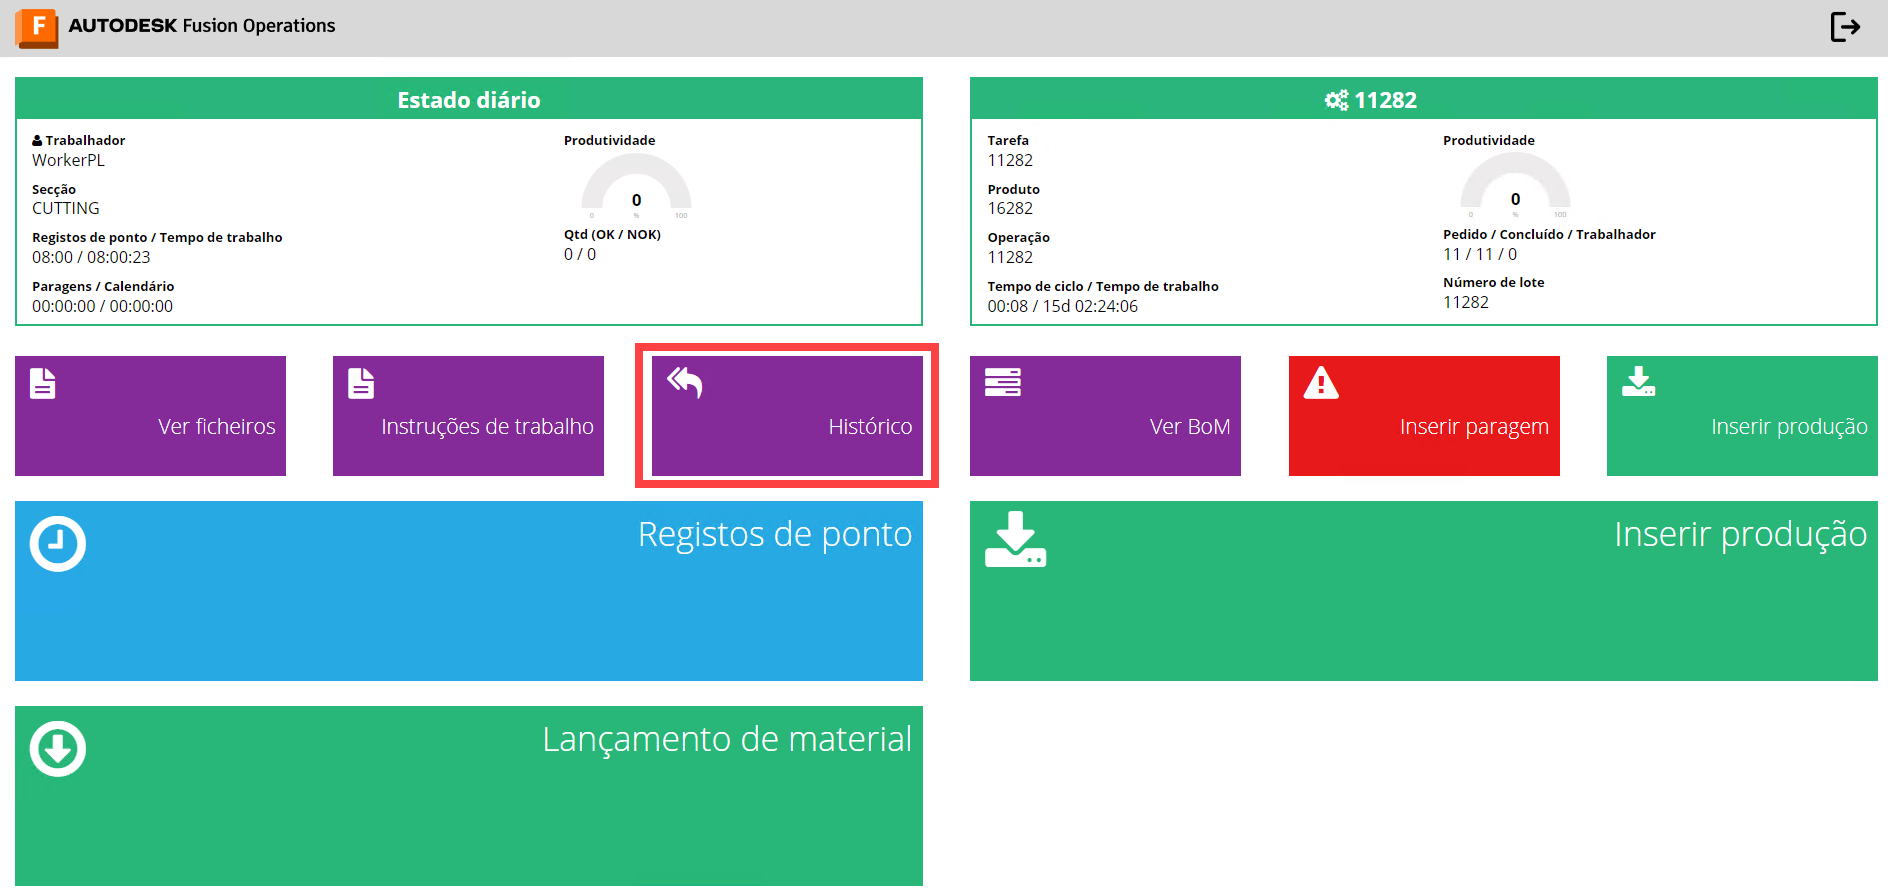 F AUTODESK Fusion Operations
Estado diário
Trabalhador
WorkerPL
Secção
CUTTING
Registos de ponto / Tempo de trabalho
08:00 / 08:00:23
Paragens / Calendário
00:00:00 / 00:00:00
Produtividade
0
0 % 100
Qtd (OK / NOK)
0 / 0
11282
Tarefa
11282
Produto
16282
Operação
11282
Tempo de ciclo / Tempo de trabalho
00:08 / 15d 02:24:06
Produtividade
0
0 % 100
Pedido / Concluído / Trabalhador
11 / 11 / 0
Número de lote
11282
Ver ficheiros
Instruções de trabalho
Histórico
Ver BoM
Inserir paragem
Inserir produção
Registos de ponto
Inserir produção
Lançamento de material